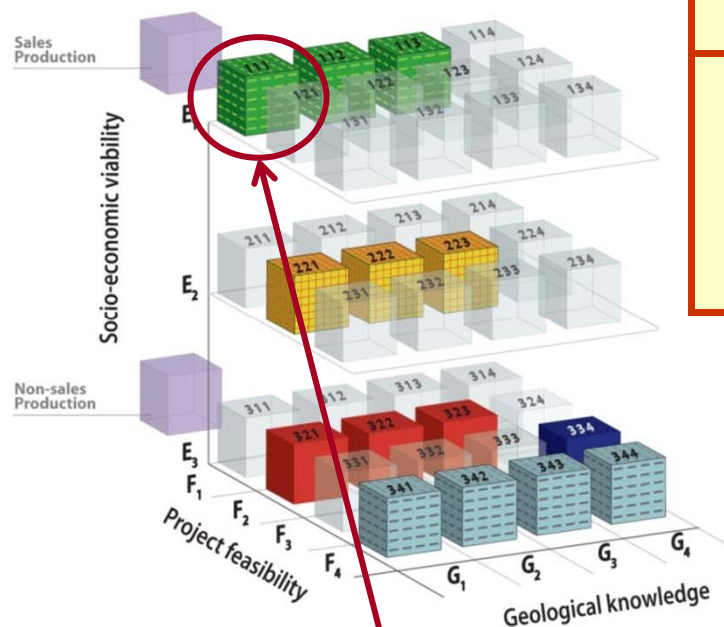 Sales
Production
Socio-economic viability
111
112
113
114
121
122
123
124
131
132
133
134
E1
211
212
213
214
221
222
223
224
231
232
233
234
E2
Non-sales
Production
311
312
313
314
321
322
323
324
331
332
333
334
341
342
343
344
E3
F1
F2
F3
F4
Project feasibility
G1
G2
G3
G4
Geological knowledge